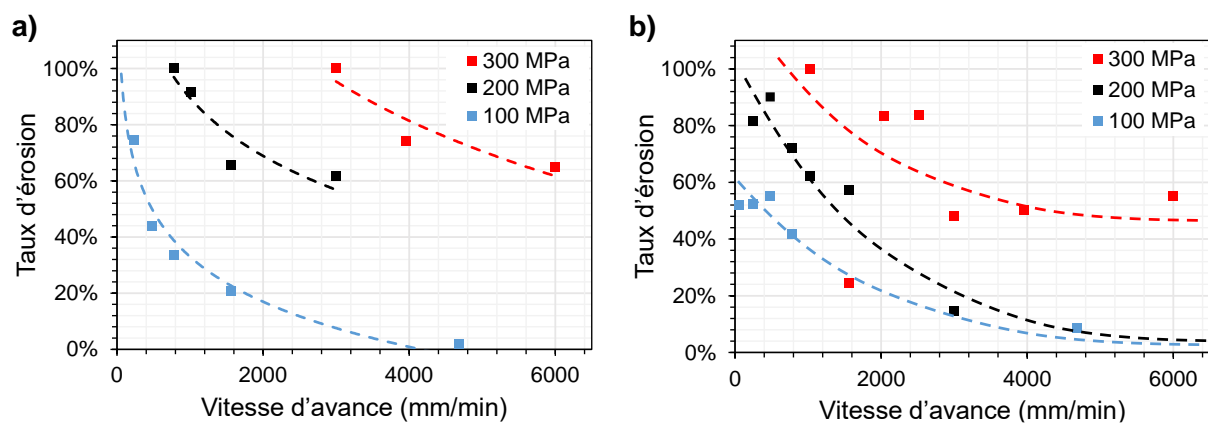 a)
Taux d'érosion
100%
80%
60%
40%
20%
0%
0 2000 4000 6000
Vitesse d'avance (mm/min)
300 MPa
200 MPa
100 MPa
b)
Taux d'érosion
100%
80%
60%
40%
20%
0%
0 2000 4000 6000
Vitesse d'avance (mm/min)
300 MPa
200 MPa
100 MPa